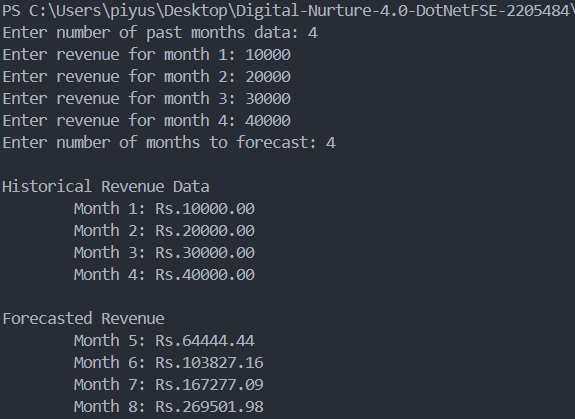 PS C:\Users\piyus\Desktop\Digital-Nurture-4.0-DotNetFSE-2205484\
Enter number of past months data: 4
Enter revenue for month 1: 10000
Enter revenue for month 2: 20000
Enter revenue for month 3: 30000
Enter revenue for month 4: 40000
Enter number of months to forecast: 4
Historical Revenue Data
Month 1: Rs.10000.00
Month 2: Rs.20000.00
Month 3: Rs.30000.00
Month 4: Rs.40000.00
Forecasted Revenue
Month 5: Rs.64444.44
Month 6: Rs.103827.16
Month 7: Rs.167277.09
Month 8: Rs.269501.98